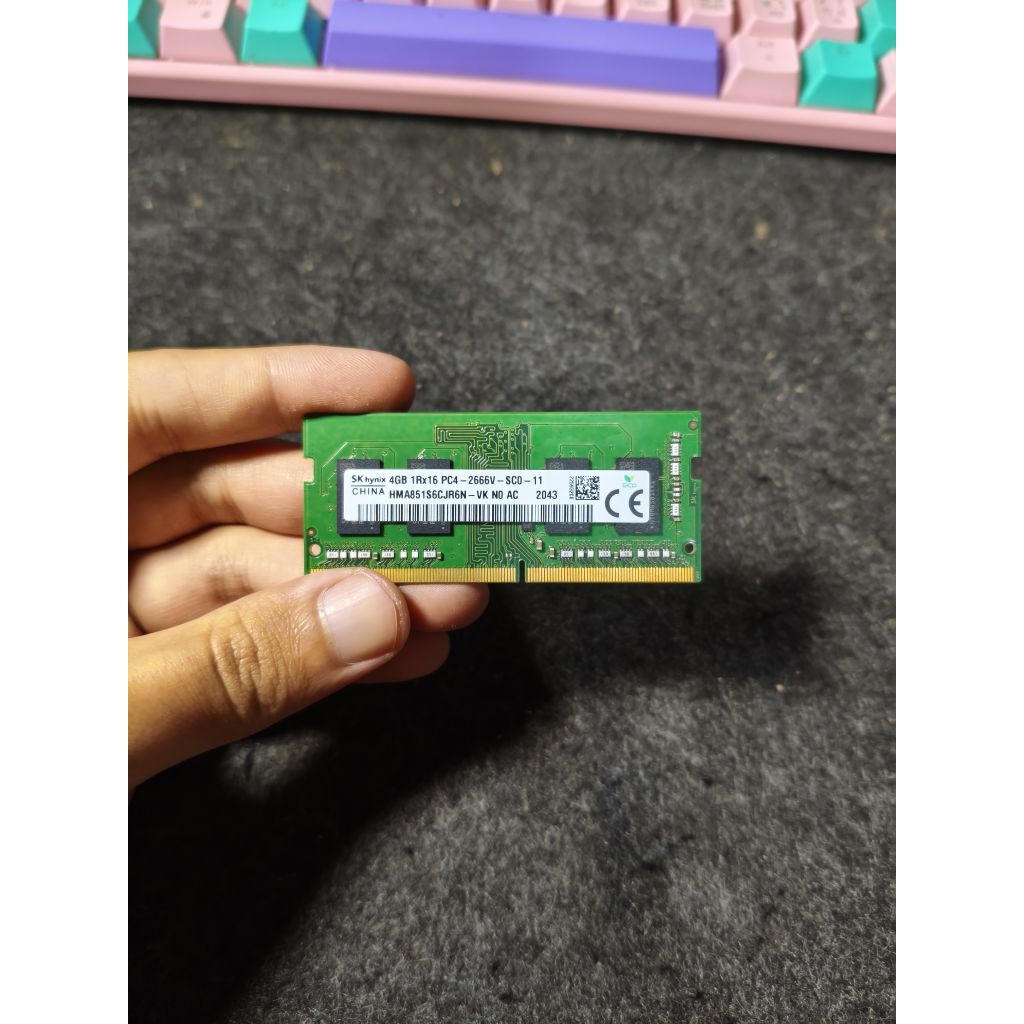 SK hynix 4GB 1Rx16 PC4-2666V-SC0-11
CHINA HMA851S6CJR6N-VK N0 AC 2043
CE